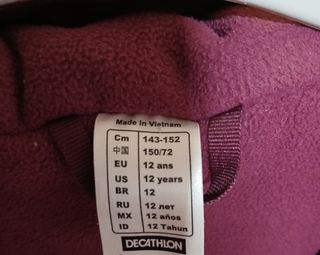 Made in Vietnam
Cm 143-152
中国 150/72
EU 12 ans
US 12 years
BR 12
RU 12 лет
MX 12 años
ID 12 Tahun
DECATHLON